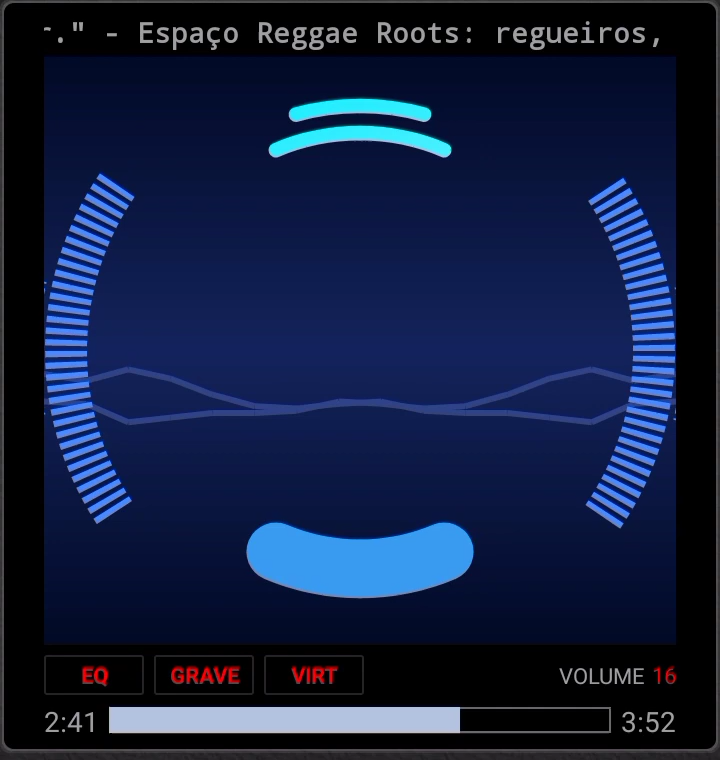 ." - Espaço Reggae Roots: regueiros,
EQ GRAVE VIRT VOLUME 16
2:41 3:52